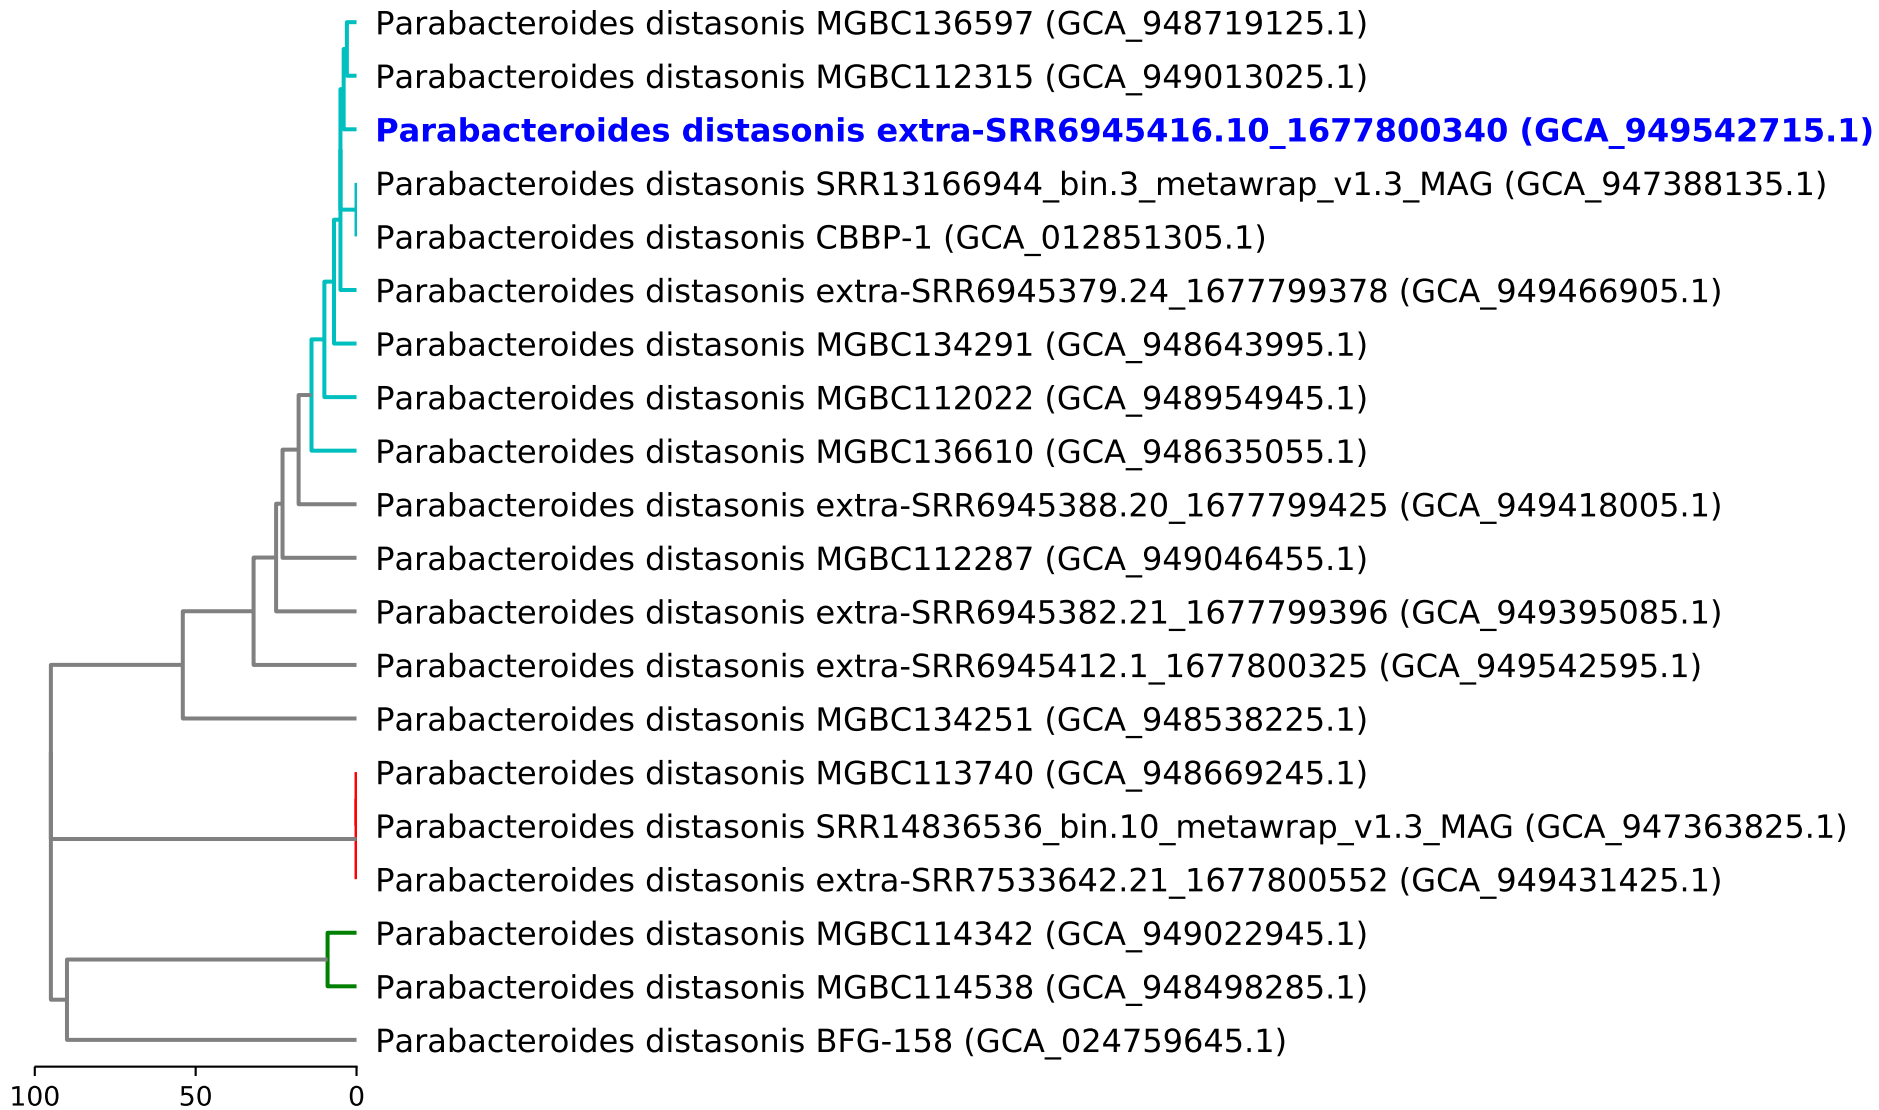 Parabacteroides distasonis MGBC136597 (GCA_948719125.1)
Parabacteroides distasonis MGBC112315 (GCA_949013025.1)
Parabacteroides distasonis extra-SRR6945416.10_1677800340 (GCA_949542715.1)
Parabacteroides distasonis SRR13166944_bin.3_metawrap_v1.3_MAG (GCA_947388135.1)
Parabacteroides distasonis CBBP-1 (GCA_012851305.1)
Parabacteroides distasonis extra-SRR6945379.24_1677799378 (GCA_949466905.1)
Parabacteroides distasonis MGBC134291 (GCA_948643995.1)
Parabacteroides distasonis MGBC112022 (GCA_948954945.1)
Parabacteroides distasonis MGBC136610 (GCA_948635055.1)
Parabacteroides distasonis extra-SRR6945388.20_1677799425 (GCA_949418005.1)
Parabacteroides distasonis MGBC112287 (GCA_949046455.1)
Parabacteroides distasonis extra-SRR6945382.21_1677799396 (GCA_949395085.1)
Parabacteroides distasonis extra-SRR6945412.1_1677800325 (GCA_949542595.1)
Parabacteroides distasonis MGBC134251 (GCA_948538225.1)
Parabacteroides distasonis MGBC113740 (GCA_948669245.1)
Parabacteroides distasonis SRR14836536_bin.10_metawrap_v1.3_MAG (GCA_947363825.1)
Parabacteroides distasonis extra-SRR7533642.21_1677800552 (GCA_949431425.1)
Parabacteroides distasonis MGBC114342 (GCA_949022945.1)
Parabacteroides distasonis MGBC114538 (GCA_948498285.1)
Parabacteroides distasonis BFG-158 (GCA_024759645.1)
100 50 0